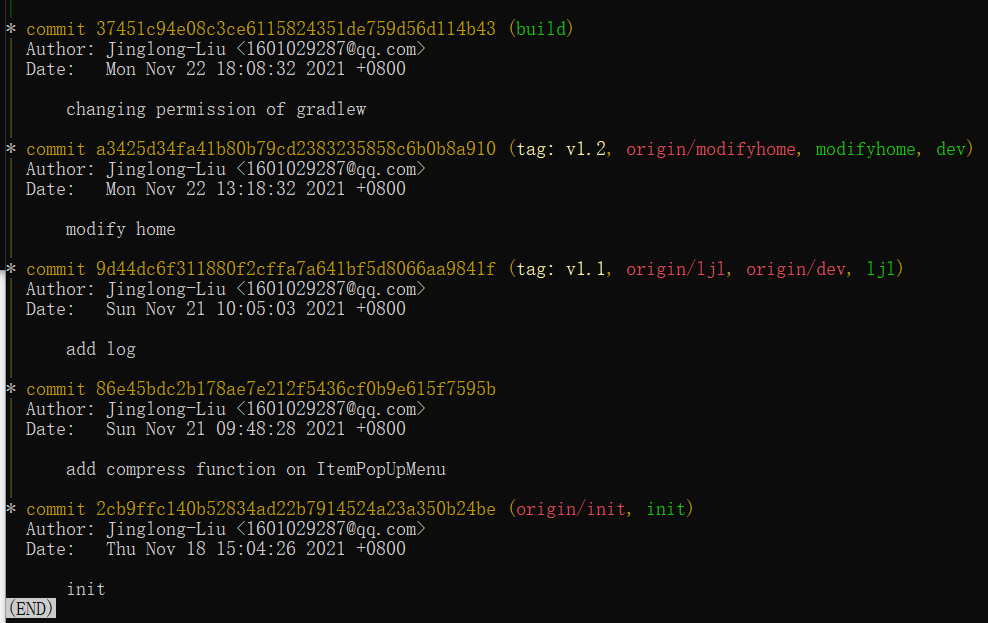 * commit 37451c94e08c3ce6115824351de759d56d114b43 (build)
Author: Jinglong-Liu <1601029287@qq.com>
Date:   Mon Nov 22 18:08:32 2021 +0800
changing permission of gradlew
* commit a3425d34fa41b80b79cd2383235858c6b0b8a910 (tag: v1.2, origin/modifyhome, modifyhome, dev)
Author: Jinglong-Liu <1601029287@qq.com>
Date:   Mon Nov 22 13:18:32 2021 +0800
modify home
* commit 9d44dc6f311880f2cffa7a641bf5d8066aa9841f (tag: v1.1, origin/ljl, origin/dev, ljl)
Author: Jinglong-Liu <1601029287@qq.com>
Date:   Sun Nov 21 10:05:03 2021 +0800
add log
* commit 86e45bdc2b178ae7e212f5436cf0b9e615f7595b
Author: Jinglong-Liu <1601029287@qq.com>
Date:   Sun Nov 21 09:48:28 2021 +0800
add compress function on ItemPopUpMenu
* commit 2cb9ffc140b52834ad22b7914524a23a350b24be (origin/init, init)
Author: Jinglong-Liu <1601029287@qq.com>
Date:   Thu Nov 18 15:04:26 2021 +0800
init
(END)